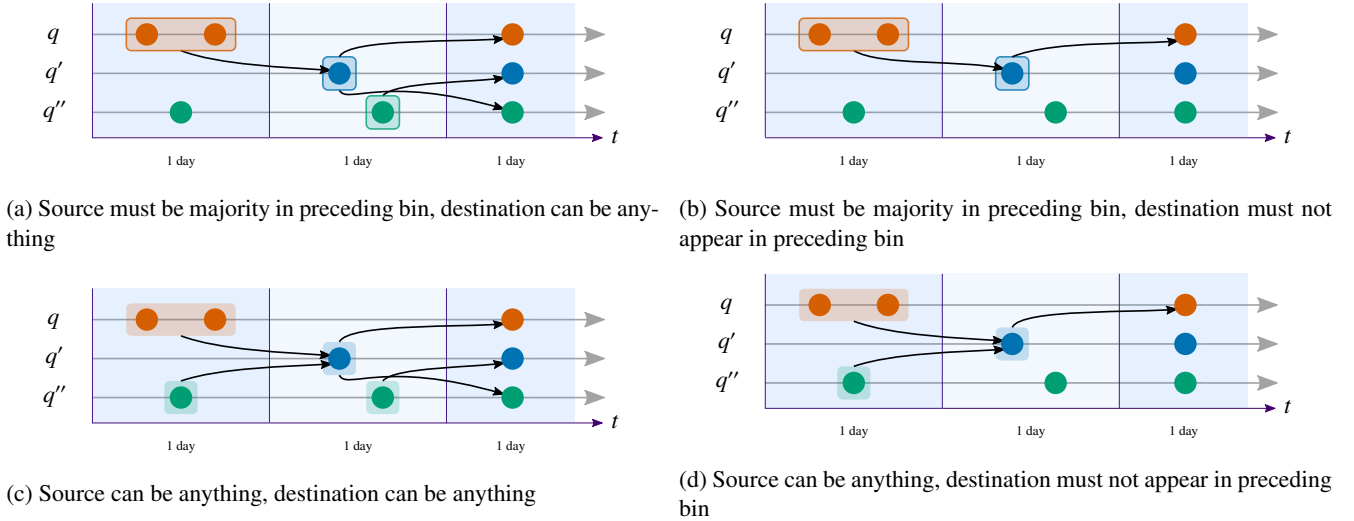 q
q′
q″
t
1 day
1 day
1 day
(a) Source must be majority in preceding bin, destination can be any-
thing
q
q′
q″
t
1 day
1 day
1 day
(b) Source must be majority in preceding bin, destination must not
appear in preceding bin
q
q′
q″
t
1 day
1 day
1 day
(c) Source can be anything, destination can be anything
q
q′
q″
t
1 day
1 day
1 day
(d) Source can be anything, destination must not appear in preceding
bin